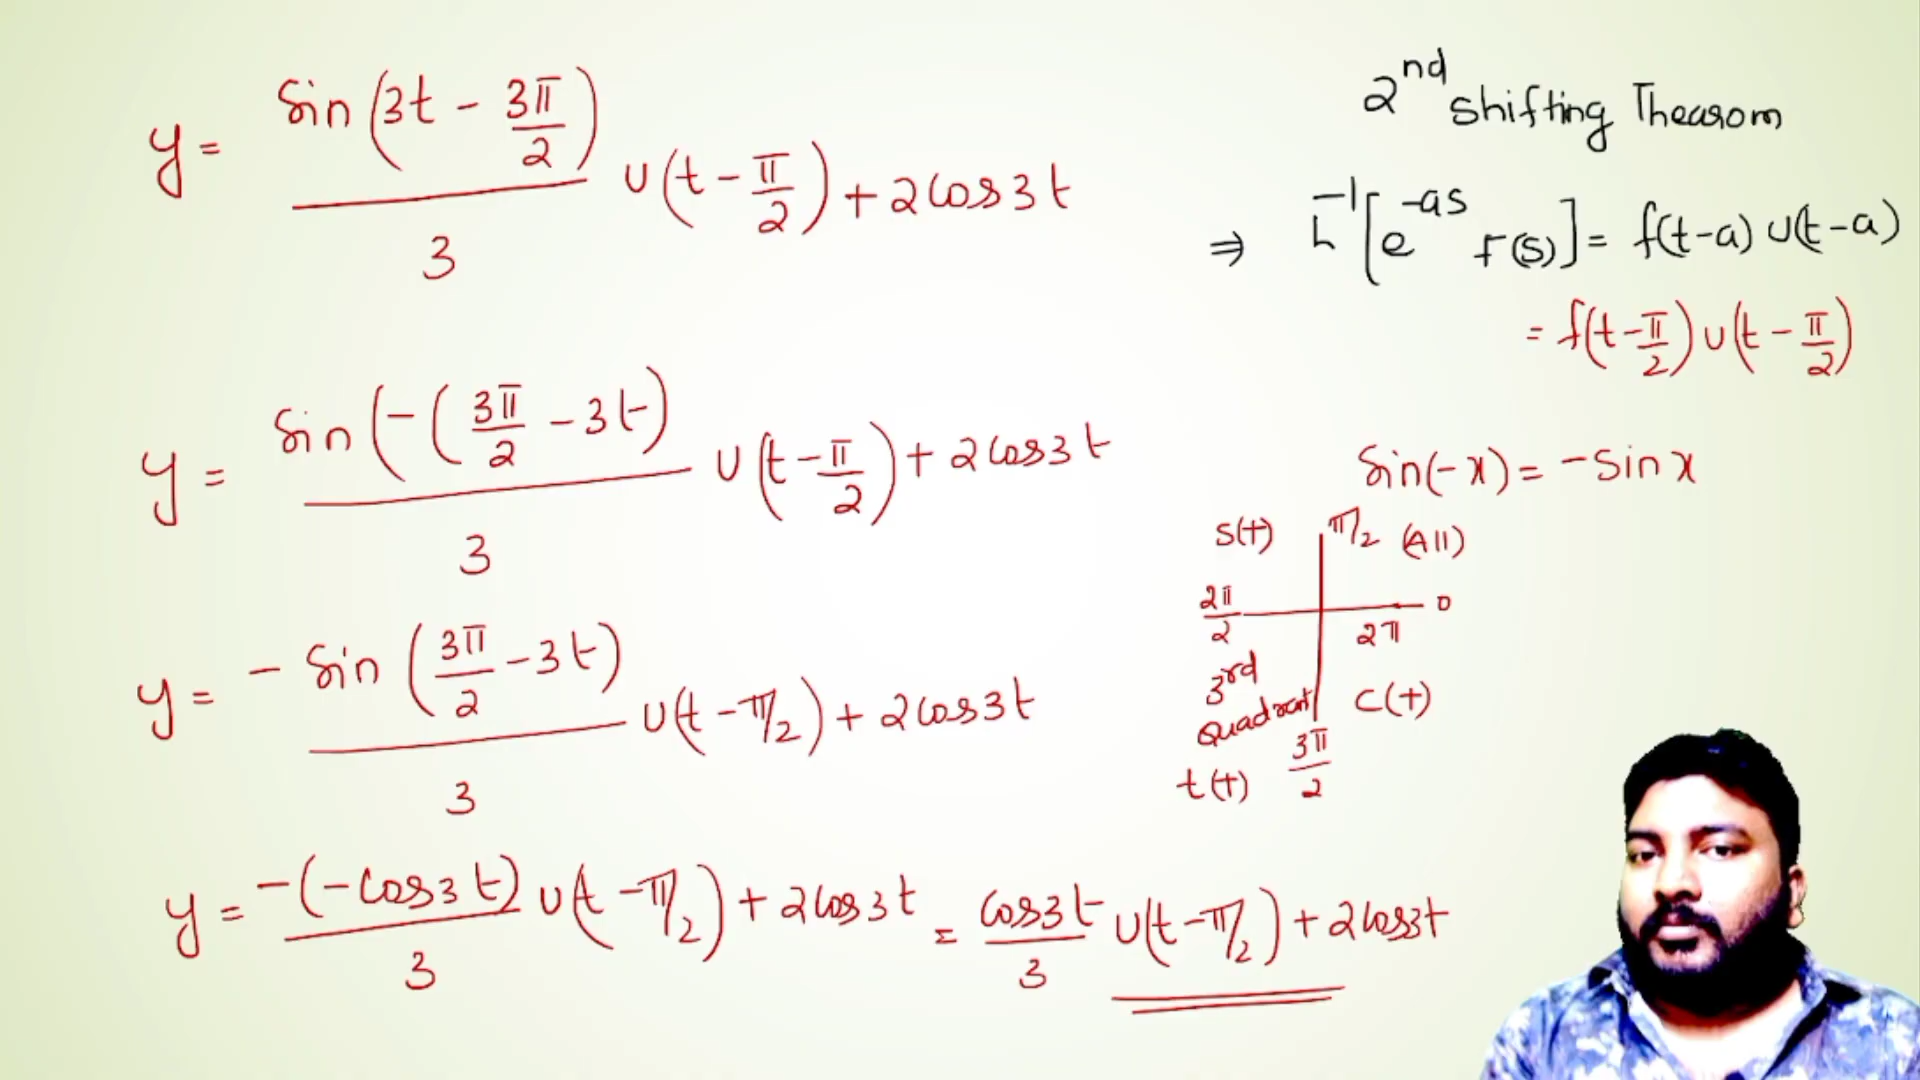 y = sin(3t - 3π/2) / 3 u(t - π/2) + 2cos3t
y = sin(-(3π/2 - 3t) / 3 u(t - π/2) + 2cos3t
y = - sin(3π/2 - 3t) / 3 u(t - π/2) + 2cos3t
y = -(-cos3t) / 3 u(t - π/2) + 2cos3t = cos3t / 3 u(t - π/2) + 2cos3t
2nd shifting Thearom
⇒ L⁻¹[e^-as F(s)] = f(t-a) u(t-a)
= f(t - π/2) u(t - π/2)
sin(-x) = -sin x
S(+) π/2 (All)
2π/2 0
2π
3rd
Quadrant C(+)
t(+) 3π/2